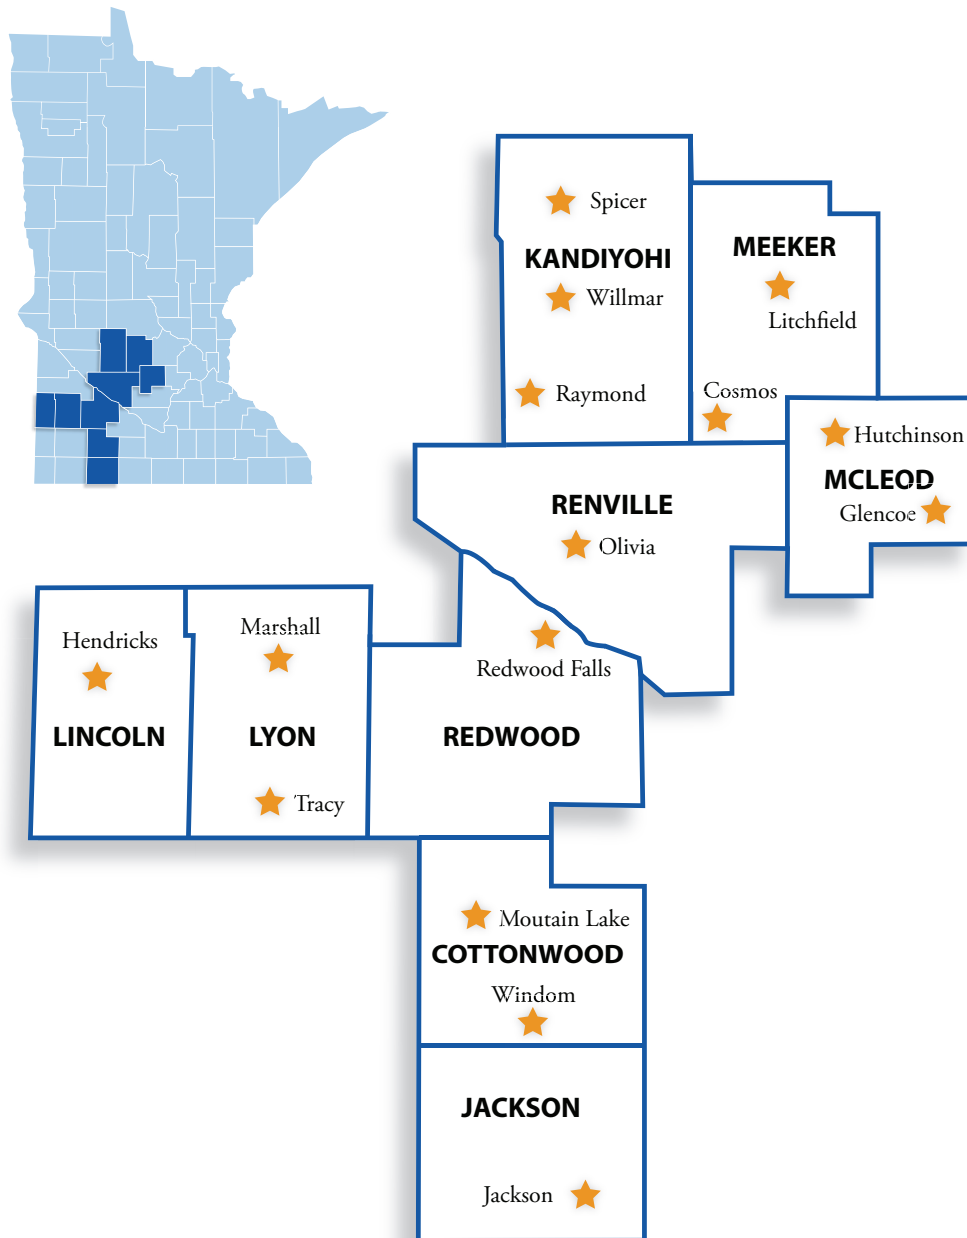 Spicer
KANDIYOHI
Willmar
Raymond
MEEKER
Litchfield
Cosmos
Hutchinson
MCLEOD
Glencoe
RENVILLE
Olivia
Hendricks
LINCOLN
Marshall
LYON
Tracy
Redwood Falls
REDWOOD
Moutain Lake
COTTONWOOD
Windom
JACKSON
Jackson